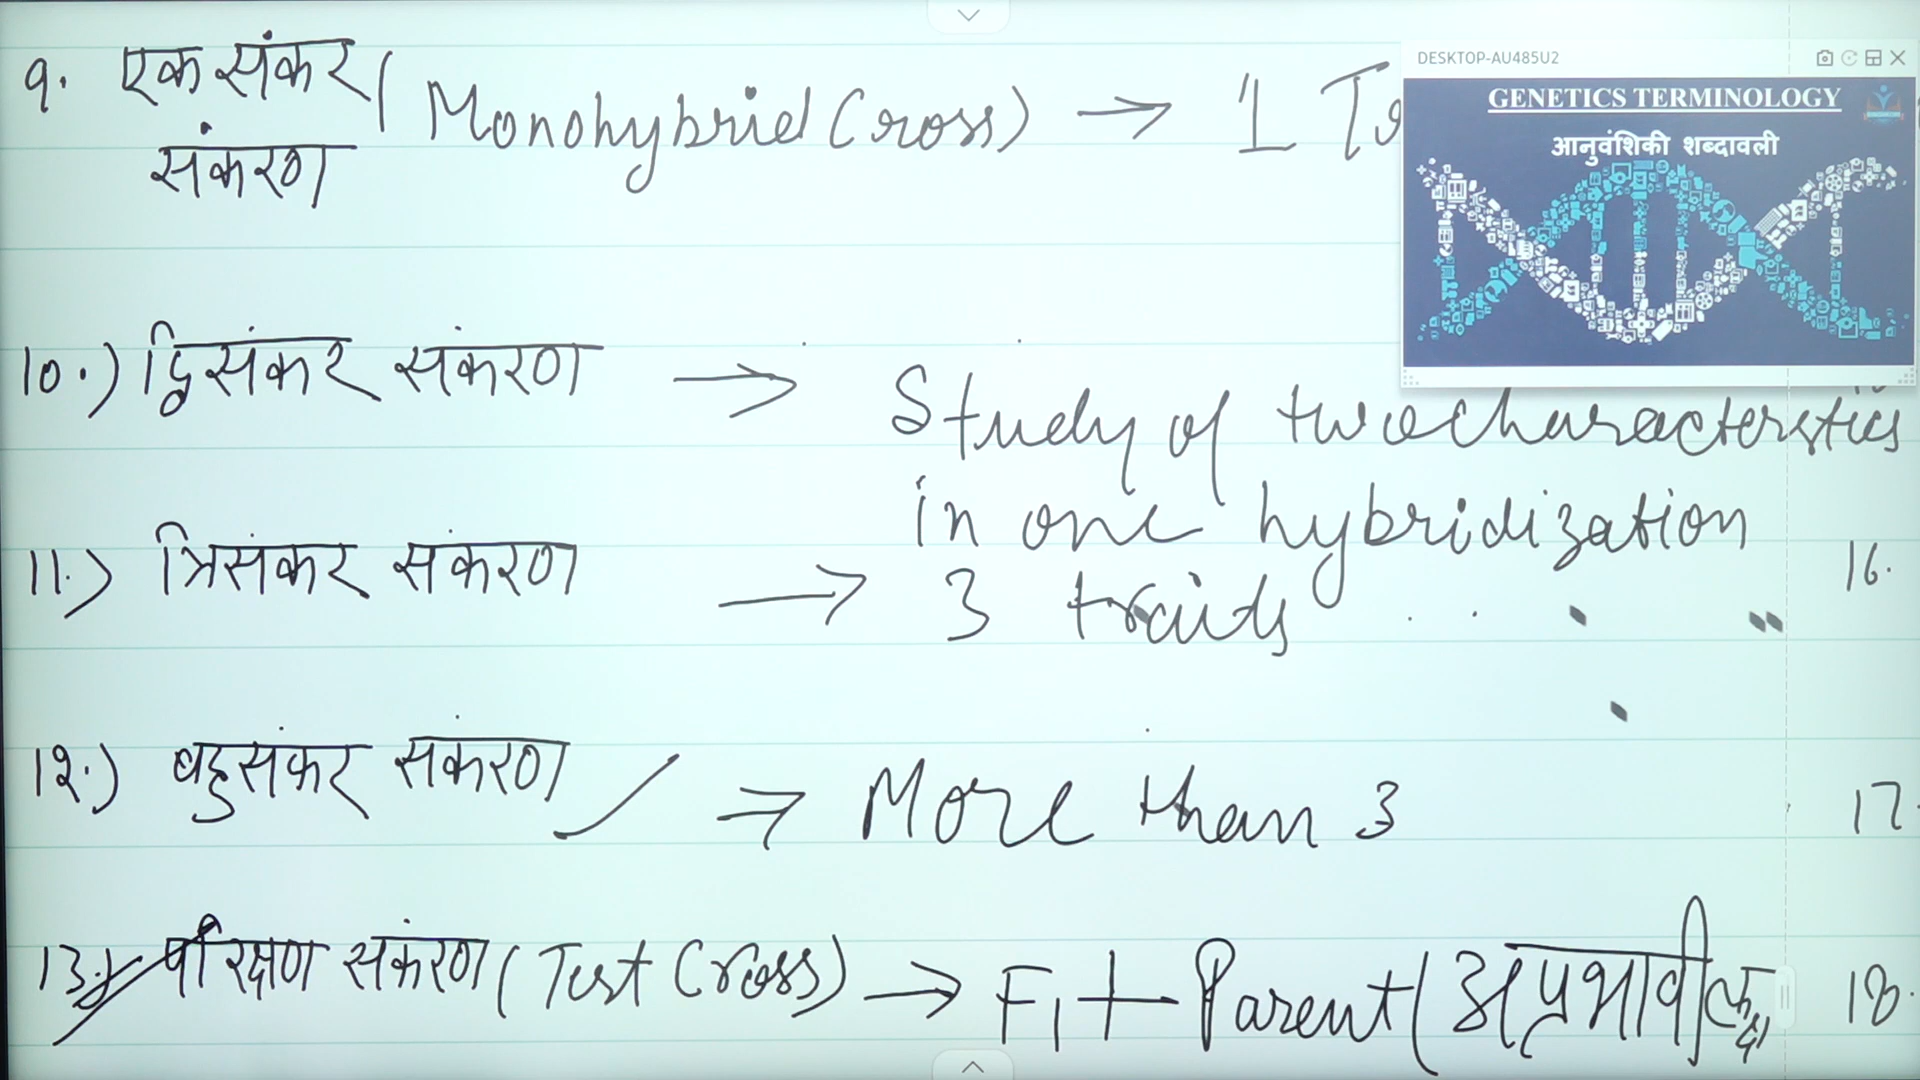 9. एक संकर ( Monohybrid Cross) → 1
संकरण
DESKTOP-AU485U2
GENETICS TERMINOLOGY
आनुवंशिकी शब्दावली
10.) द्विसंकर संकरण → Study of two characterstics
in one hybridization
11.) त्रिसंकर संकरण → 3 traits
16.
12.) बहुसंकर संकरण ⇒ More than 3
17.
13.) परीक्षण संकरण ( Test Cross) → F1 + Parent (अप्रभावी
18.